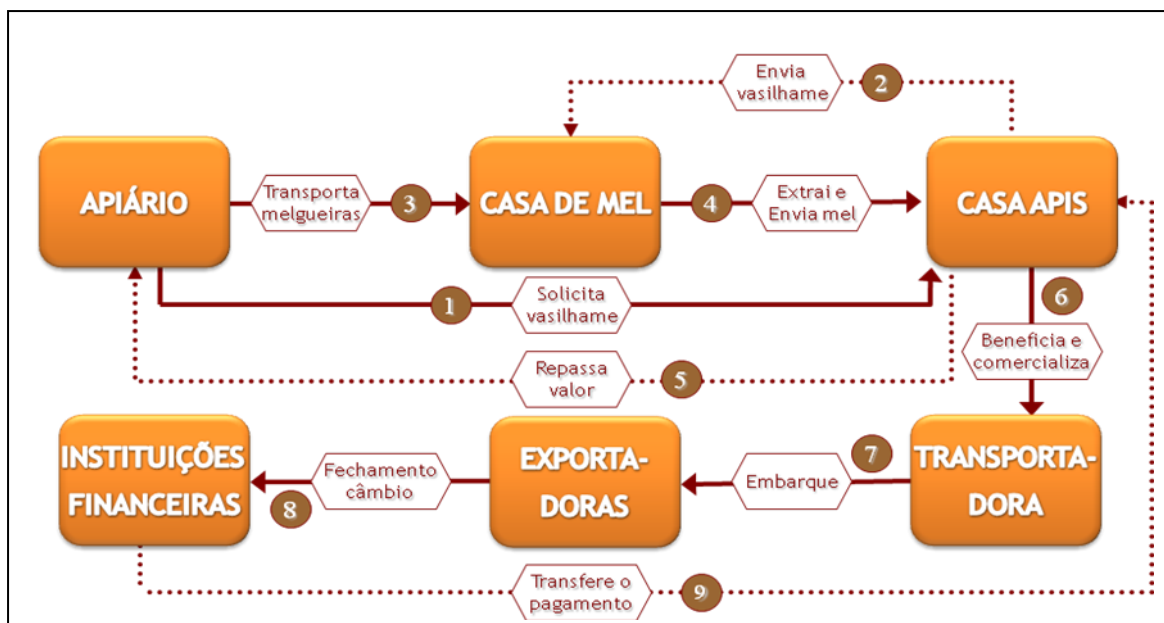 Envia
vasilhame
2
APIÁRIO
Transporta
melgueiras
3
CASA DE MEL
4
Extrai e
Envia mel
CASA APIS
1
Solicita
vasilhame
6
Beneficia e
comercializa
Repassa
valor
5
INSTITUIÇÕES
FINANCEIRAS
Fechamento
câmbio
8
EXPORTA-
DORAS
Embarque
7
TRANSPORTA-
DORA
Transfere o
pagamento
9